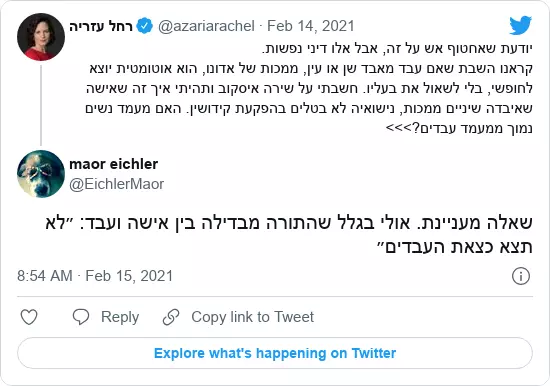 רחל עזריה @azariarachel · Feb 14, 2021
יודעת שאחטוף אש על זה, אבל אלו דיני נפשות.
קראנו השבת שאם עבד מאבד שן או עין, ממכות של אדונו, הוא אוטומטית יוצא
לחופשי, בלי לשאול את בעליו. חשבתי על שירה איסקוב ותהיתי איך זה שאישה
שאיבדה שיניים ממכות, נישואיה לא בטלים בהפקעת קידושין. האם מעמד נשים
נמוך ממעמד עבדים?>>>
maor eichler
@EichlerMaor
שאלה מעניינת. אולי בגלל שהתורה מבדילה בין אישה ועבד: ״לא
תצא כצאת העבדים״
8:54 AM · Feb 15, 2021
Reply Copy link to Tweet
Explore what's happening on Twitter